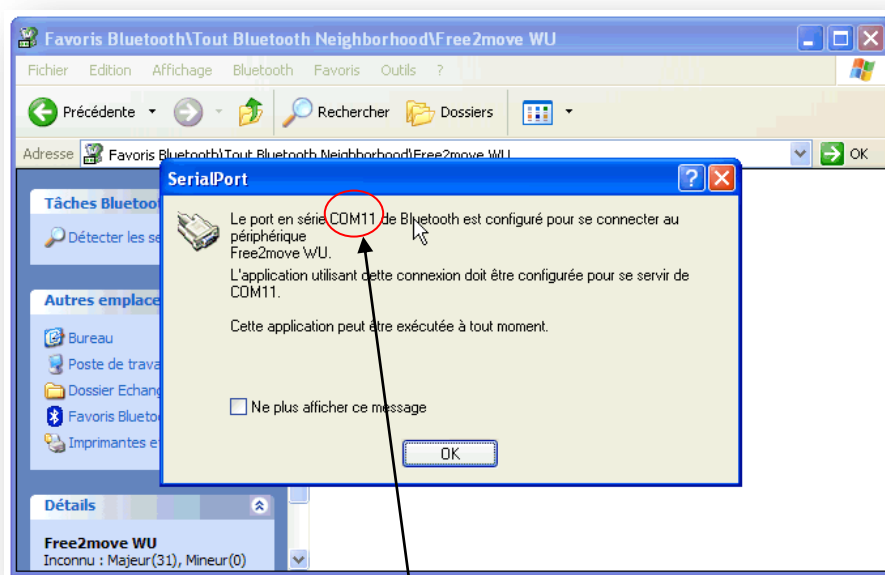 Favoris Bluetooth\Tout Bluetooth Neighborhood\Free2move WU
Fichier Edition Affichage Bluetooth Favoris Outils ?
Précédente Rechercher Dossiers
Adresse Favoris Bluetooth\Tout Bluetooth Neighborhood\Free2move WU OK
SerialPort
Le port en série COM11 de Bluetooth est configuré pour se connecter au
périphérique
Free2move WU.
L'application utilisant cette connexion doit être configurée pour se servir de
COM11.
Cette application peut être exécutée à tout moment.
Ne plus afficher ce message
OK
Tâches Bluetoo
Détecter les se
Autres emplace
Bureau
Poste de trava
Dossier Echang
Favoris Blueto
Imprimantes e
Détails
Free2move WU
Inconnu : Majeur(31), Mineur(0)